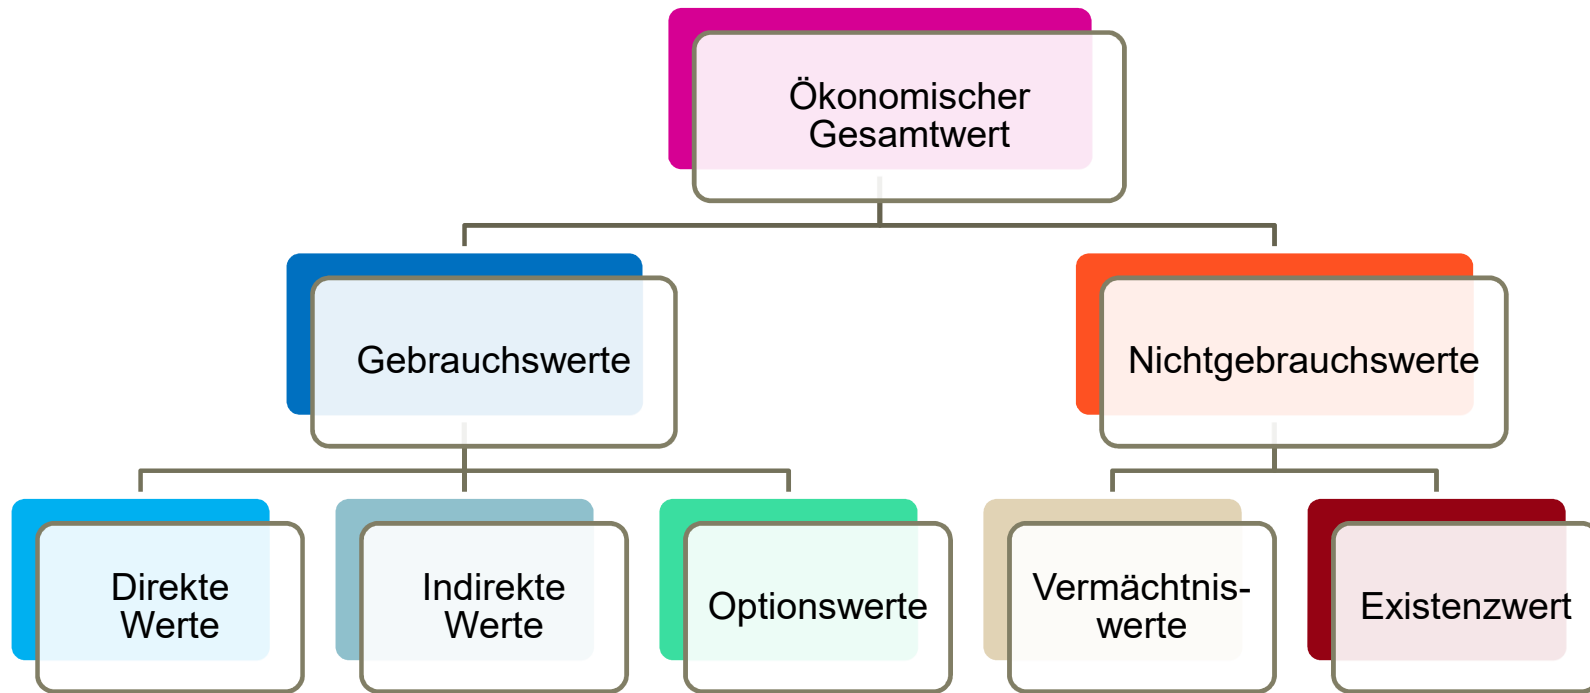 Ökonomischer
Gesamtwert
Gebrauchswerte
Nichtgebrauchswerte
Direkte
Werte
Indirekte
Werte
Optionswerte
Vermächtnis-
werte
Existenzwert